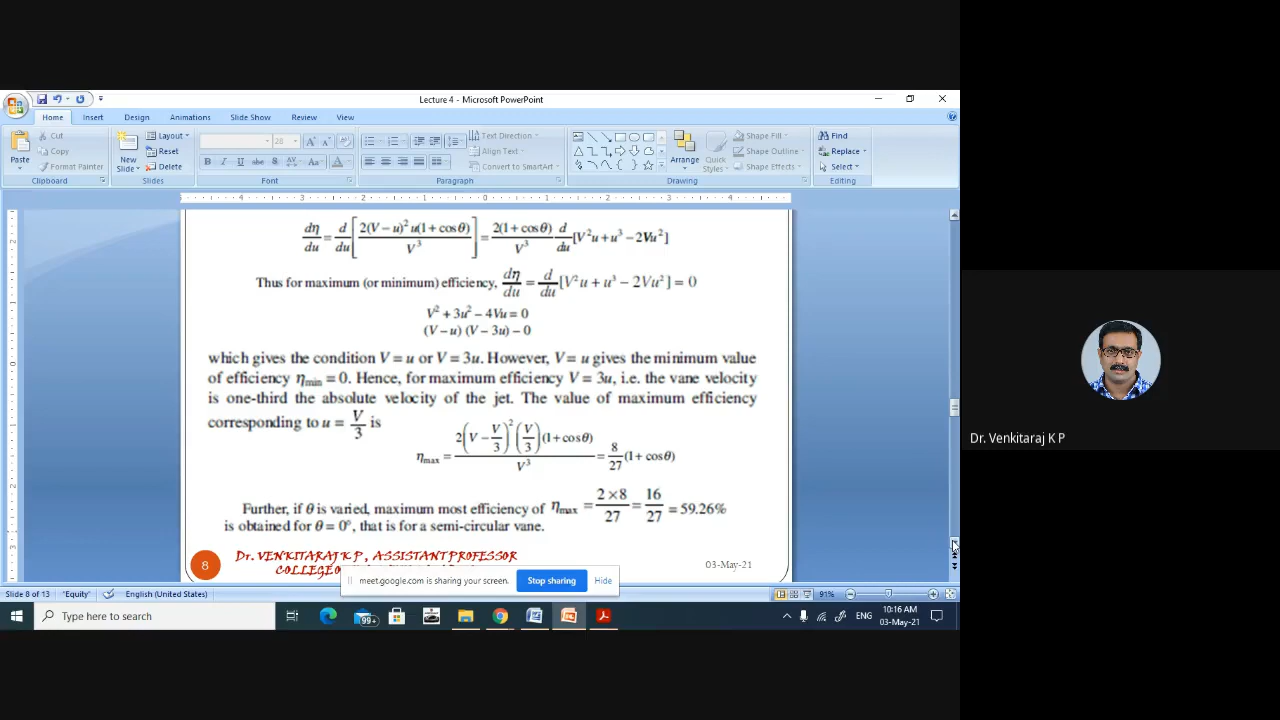 Lecture 4 - Microsoft PowerPoint
Home Insert Design Animations Slide Show Review View
Paste Cut Copy Format Painter Clipboard
New Slide Layout Reset Delete Slides
28 B I U abc S AV Aa A Font
Text Direction Align Text Convert to SmartArt Paragraph
Arrange Quick Styles Shape Fill Shape Outline Shape Effects Drawing
Find Replace Select Editing
dη/du = d/du [2(V−u)² u(1+cosθ)/V³] = 2(1+cosθ)/V³ d/du [V²u+u³−2Vu²]
Thus for maximum (or minimum) efficiency, dη/du = d/du [V²u + u³ − 2Vu²] = 0
V² + 3u² − 4Vu = 0
(V−u) (V−3u) − 0
which gives the condition V = u or V = 3u. However, V = u gives the minimum value
of efficiency ηmin = 0. Hence, for maximum efficiency V = 3u, i.e. the vane velocity
is one-third the absolute velocity of the jet. The value of maximum efficiency
corresponding to u = V/3 is
ηmax = 2(V − V/3)² (V/3)(1+cosθ)/V³ = 8/27 (1+cosθ)
Further, if θ is varied, maximum most efficiency of ηmax = 2×8/27 = 16/27 = 59.26%
is obtained for θ = 0°, that is for a semi-circular vane.
8 Dr. VENKITARAJ K P, ASSISTANT PROFESSOR 03-May-21
COLLEGE O
meet.google.com is sharing your screen. Stop sharing Hide
Slide 8 of 13 "Equity" English (United States) 91%
Type here to search 99+ ENG 10:16 AM 03-May-21
Dr. Venkitaraj K P